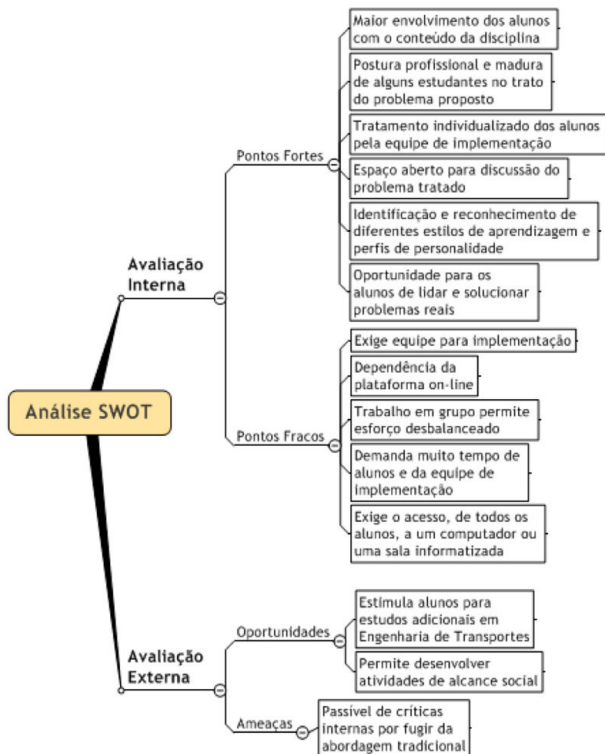 Análise SWOT
Avaliação
Interna
Pontos Fortes
Maior envolvimento dos alunos
com o conteúdo da disciplina
Postura profissional e madura
de alguns estudantes no trato
do problema proposto
Tratamento individualizado dos alunos
pela equipe de implementação
Espaço aberto para discussão do
problema tratado
Identificação e reconhecimento de
diferentes estilos de aprendizagem e
perfis de personalidade
Oportunidade para os
alunos de lidar e solucionar
problemas reais
Pontos Fracos
Exige equipe para implementação
Dependência da
plataforma on-line
Trabalho em grupo permite
esforço desbalanceado
Demanda muito tempo de
alunos e da equipe de
implementação
Exige o acesso, de todos os
alunos, a um computador ou
uma sala informatizada
Avaliação
Externa
Oportunidades
Estimula alunos para
estudos adicionais em
Engenharia de Transportes
Permite desenvolver
atividades de alcance social
Ameaças
Passível de críticas
internas por fugir da
abordagem tradicional